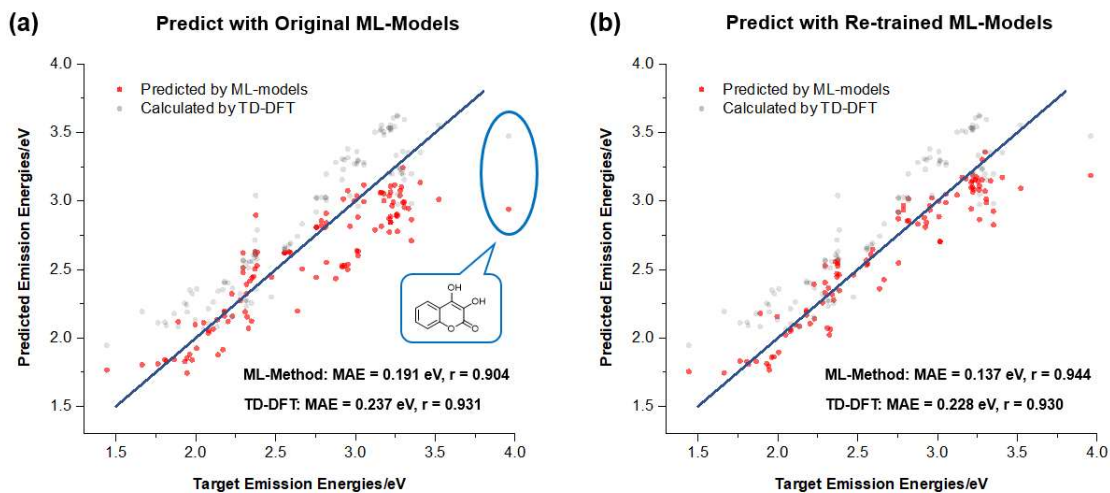 (a)
Predict with Original ML-Models
4.0
3.5
3.0
2.5
2.0
1.5
Predicted Emission Energies/eV
Predicted by ML-models
Calculated by TD-DFT
OH
OH
O
O
ML-Method: MAE = 0.191 eV, r = 0.904
TD-DFT: MAE = 0.237 eV, r = 0.931
1.5 2.0 2.5 3.0 3.5 4.0
Target Emission Energies/eV
(b)
Predict with Re-trained ML-Models
4.0
3.5
3.0
2.5
2.0
1.5
Predicted Emission Energies/eV
Predicted by ML-models
Calculated by TD-DFT
ML-Method: MAE = 0.137 eV, r = 0.944
TD-DFT: MAE = 0.228 eV, r = 0.930
1.5 2.0 2.5 3.0 3.5 4.0
Target Emission Energies/eV